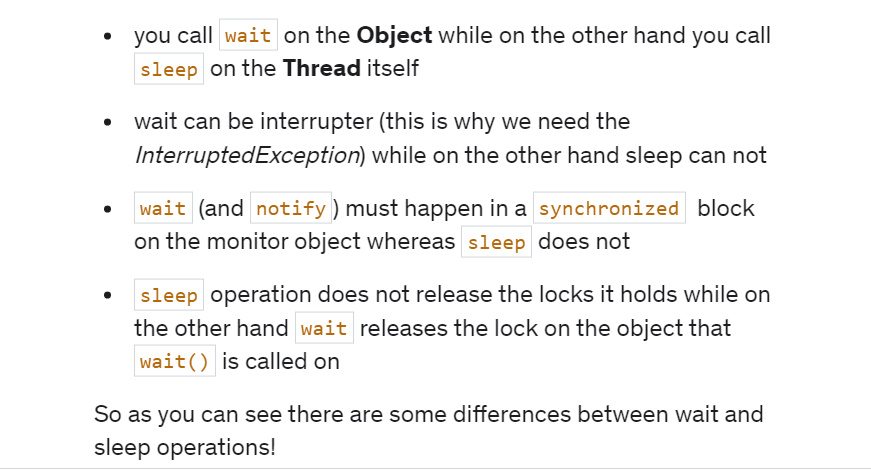 • you call wait on the Object while on the other hand you call
sleep on the Thread itself
• wait can be interrupter (this is why we need the
InterruptedException) while on the other hand sleep can not
• wait (and notify) must happen in a synchronized block
on the monitor object whereas sleep does not
• sleep operation does not release the locks it holds while on
the other hand wait releases the lock on the object that
wait() is called on
So as you can see there are some differences between wait and
sleep operations!